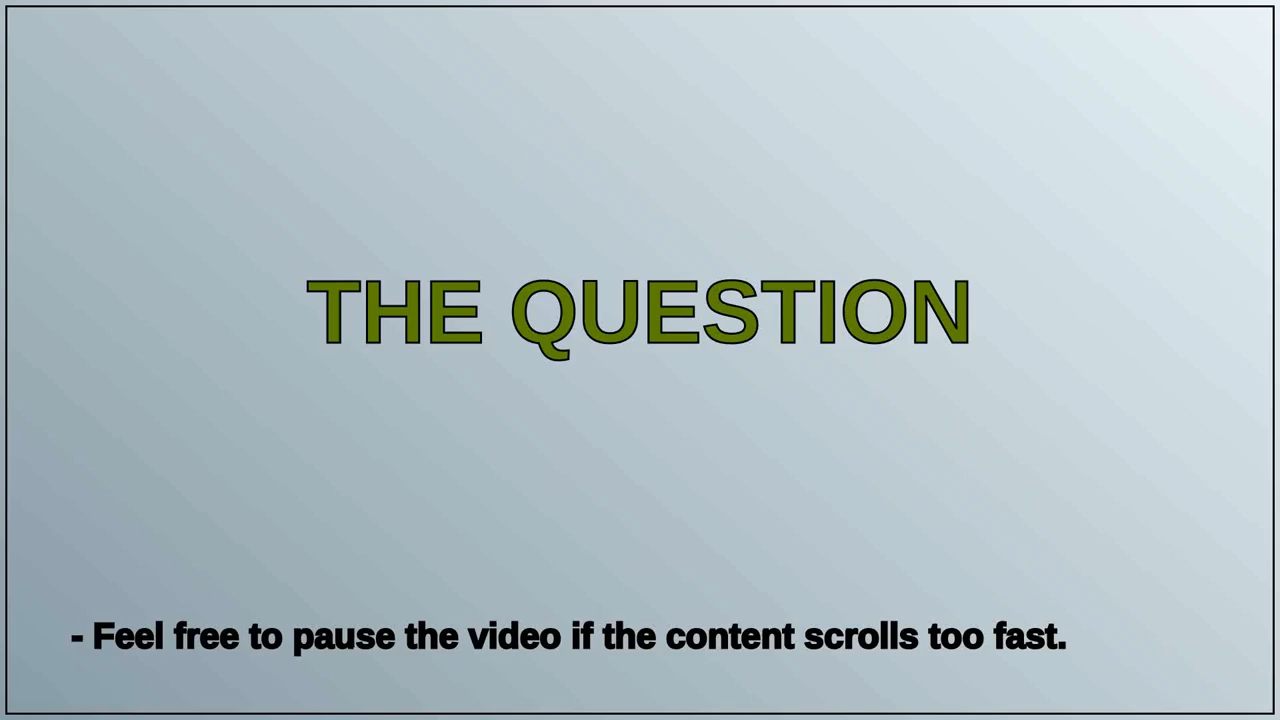 THE QUESTION
- Feel free to pause the video if the content scrolls too fast.